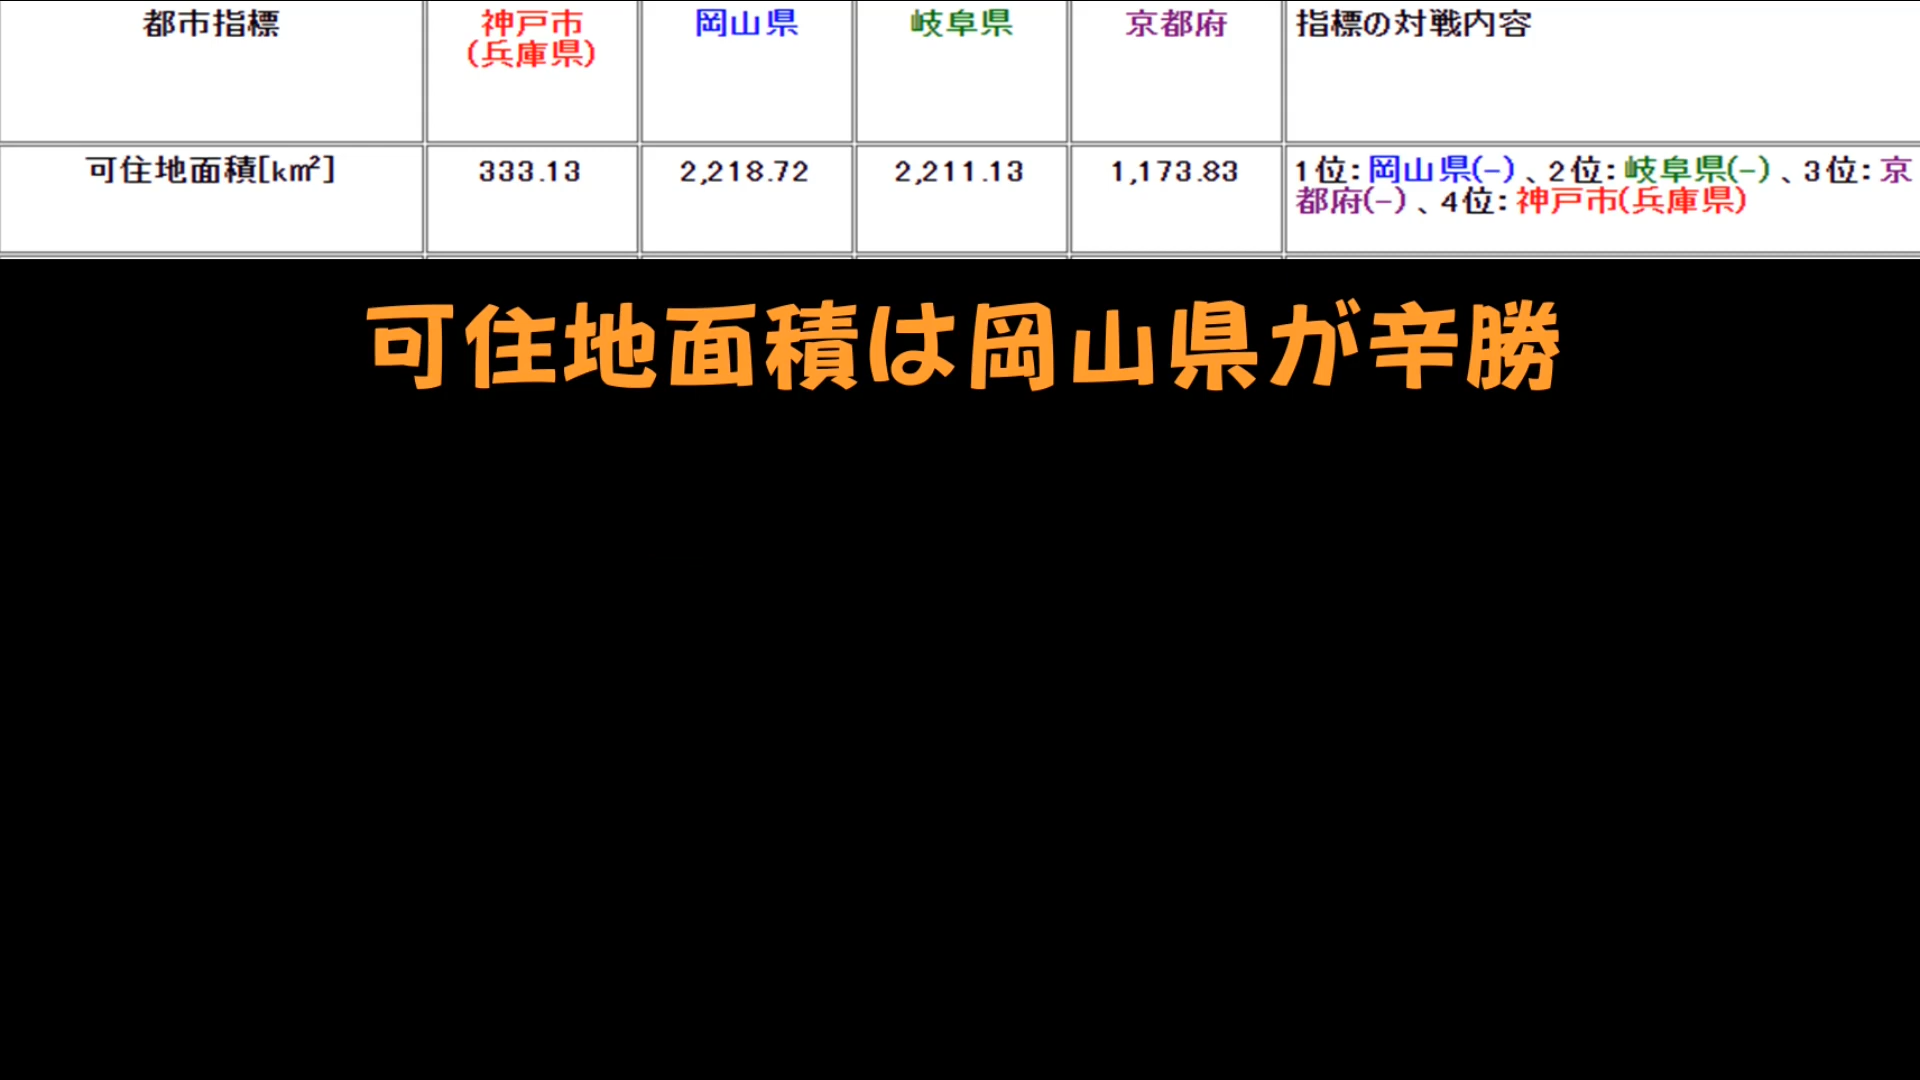 都市指標
神戸市
(兵庫県)
岡山県
岐阜県
京都府
指標の対戦内容
可住地面積[k㎡]
333.13
2,218.72
2,211.13
1,173.83
1位:岡山県(-)、2位:岐阜県(-)、3位:京
都府(-)、4位:神戸市(兵庫県)
可住地面積は岡山県が辛勝